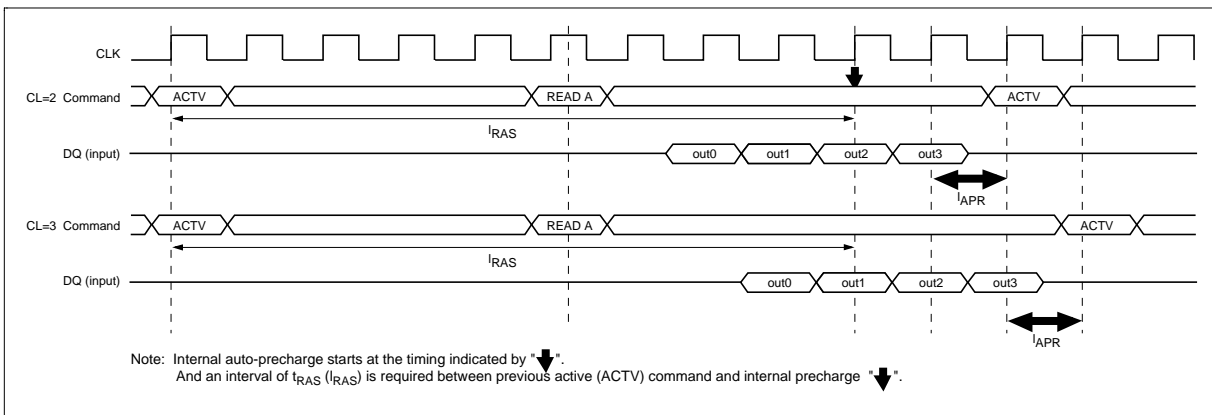 CLK
CL=2 Command ACTV READ A ACTV
lRAS
DQ (input) out0 out1 out2 out3
lAPR
CL=3 Command ACTV READ A ACTV
lRAS
DQ (input) out0 out1 out2 out3
lAPR
Note: Internal auto-precharge starts at the timing indicated by " ".
And an interval of tRAS (lRAS) is required between previous active (ACTV) command and internal precharge " ".